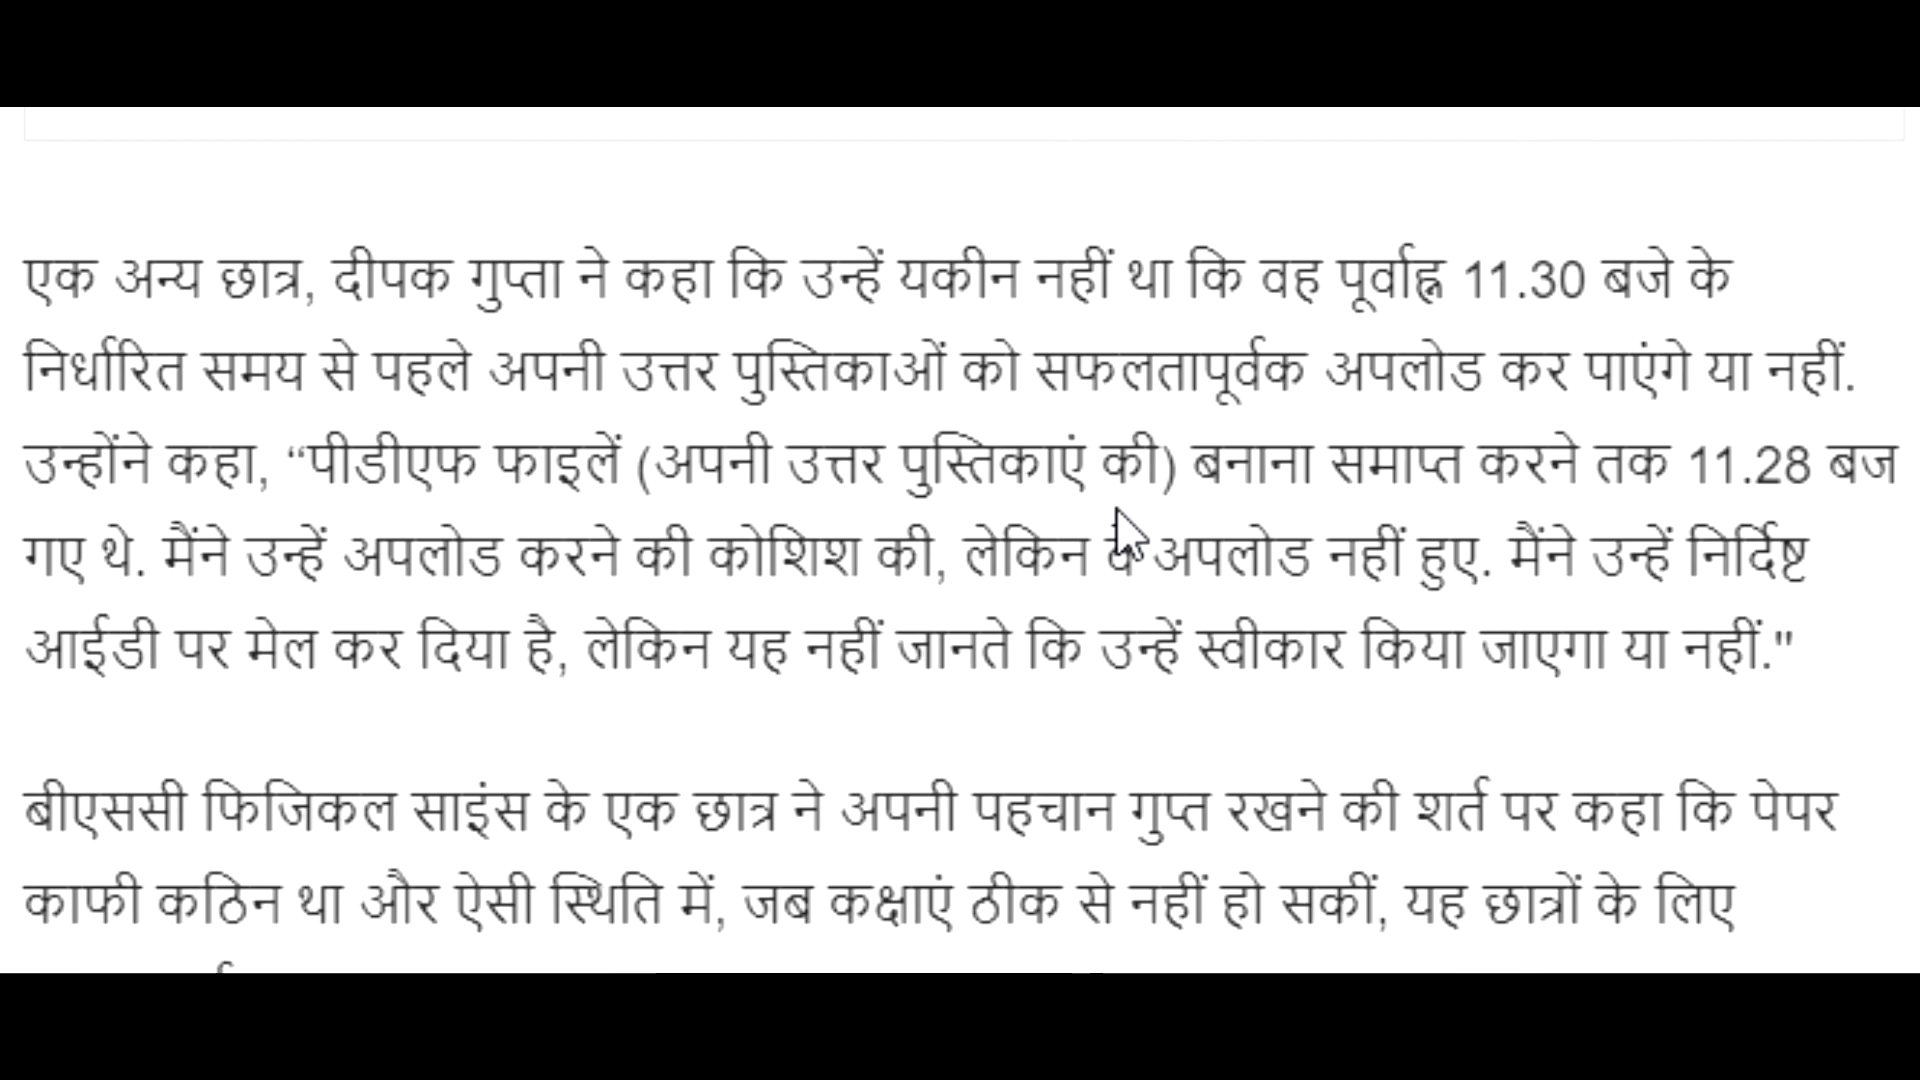 एक अन्य छात्र, दीपक गुप्ता ने कहा कि उन्हें यकीन नहीं था कि वह पूर्वाह्न 11.30 बजे के
निर्धारित समय से पहले अपनी उत्तर पुस्तिकाओं को सफलतापूर्वक अपलोड कर पाएंगे या नहीं.
उन्होंने कहा, “पीडीएफ फाइलें (अपनी उत्तर पुस्तिकाएं की) बनाना समाप्त करने तक 11.28 बज
गए थे. मैंने उन्हें अपलोड करने की कोशिश की, लेकिन अपलोड नहीं हुए. मैंने उन्हें निर्दिष्ट
आईडी पर मेल कर दिया है, लेकिन यह नहीं जानते कि उन्हें स्वीकार किया जाएगा या नहीं."
बीएससी फिजिकल साइंस के एक छात्र ने अपनी पहचान गुप्त रखने की शर्त पर कहा कि पेपर
काफी कठिन था और ऐसी स्थिति में, जब कक्षाएं ठीक से नहीं हो सकीं, यह छात्रों के लिए